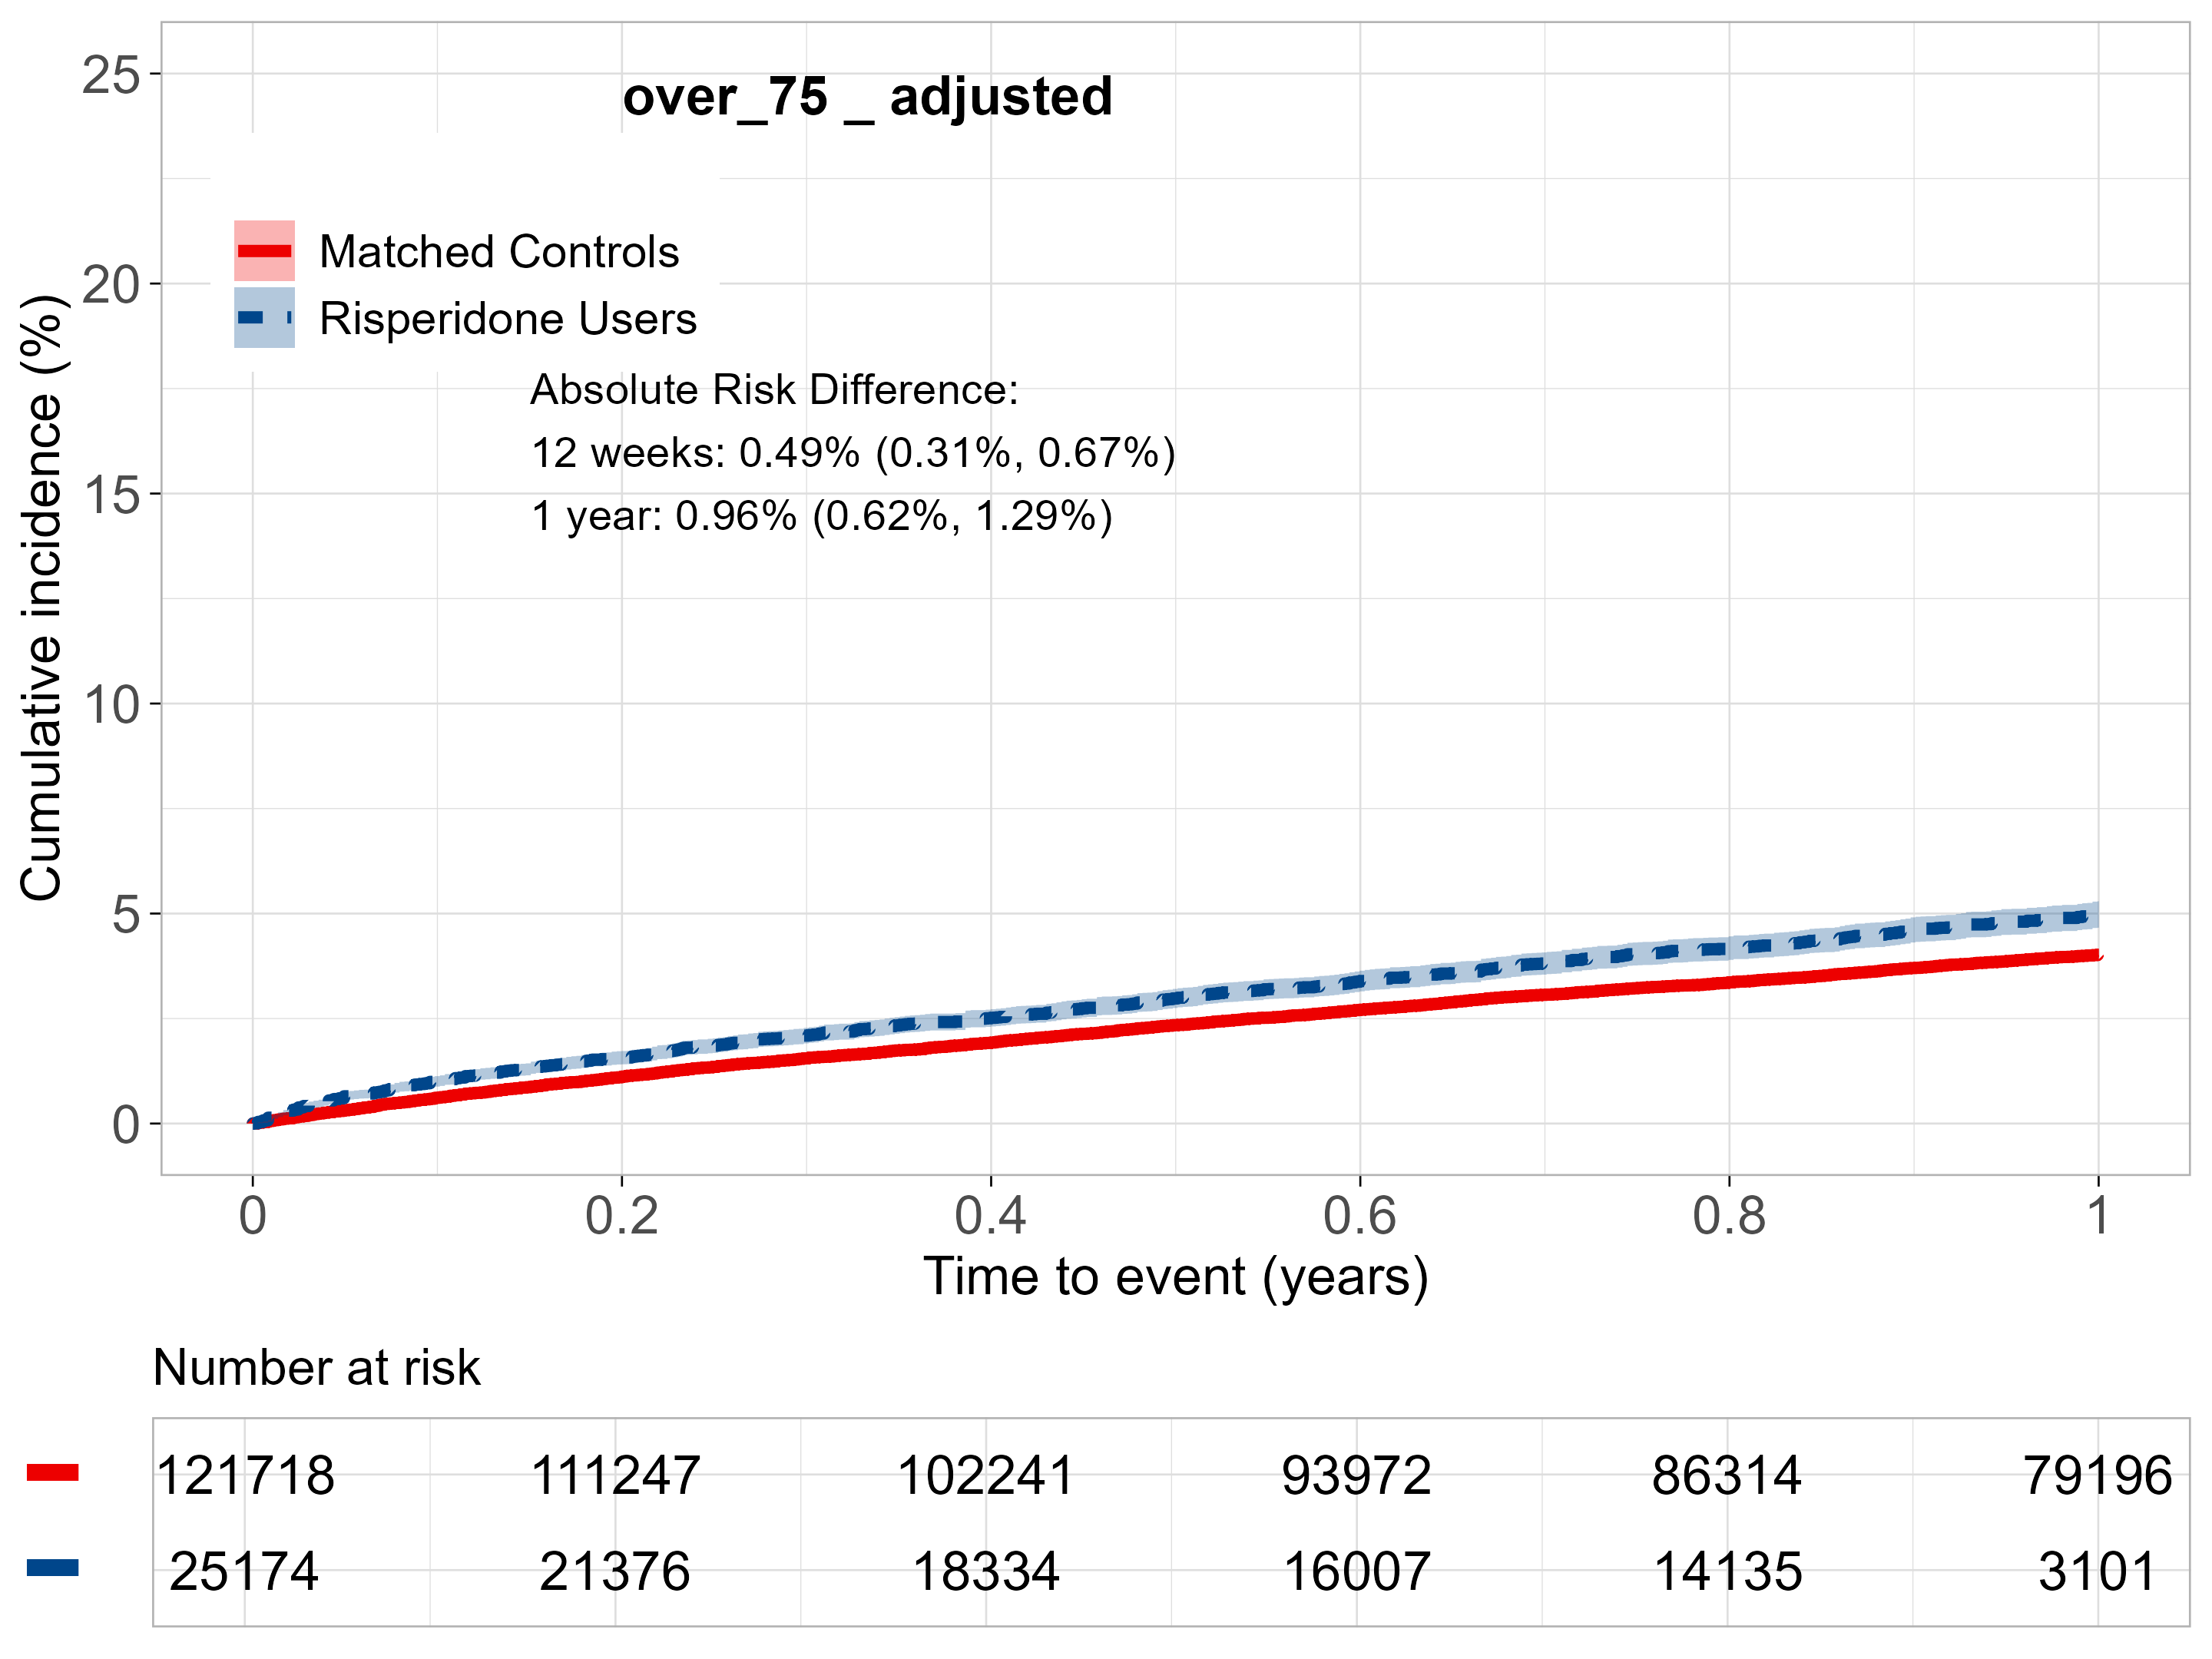 over_75 _ adjusted
Matched Controls
Risperidone Users
Absolute Risk Difference:
12 weeks: 0.49% (0.31%, 0.67%)
1 year: 0.96% (0.62%, 1.29%)
Cumulative incidence (%)
25
20
15
10
5
0
0 0.2 0.4 0.6 0.8 1
Time to event (years)
Number at risk
121718 111247 102241 93972 86314 79196
25174 21376 18334 16007 14135 3101